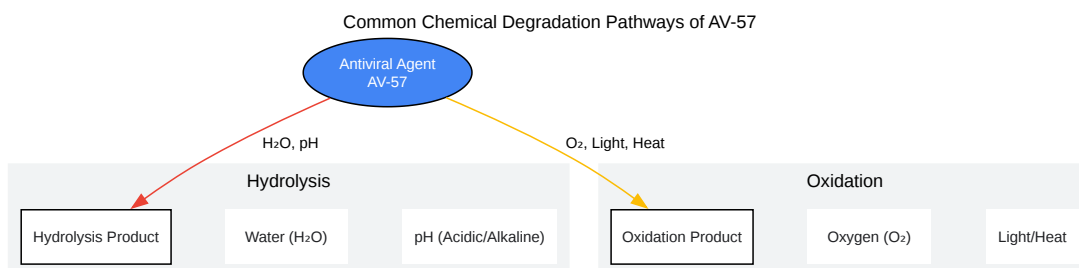 Common Chemical Degradation Pathways of AV-57
Antiviral Agent
AV-57
H₂O, pH
O₂, Light, Heat
Hydrolysis
Oxidation
Hydrolysis Product
Water (H₂O)
pH (Acidic/Alkaline)
Oxidation Product
Oxygen (O₂)
Light/Heat